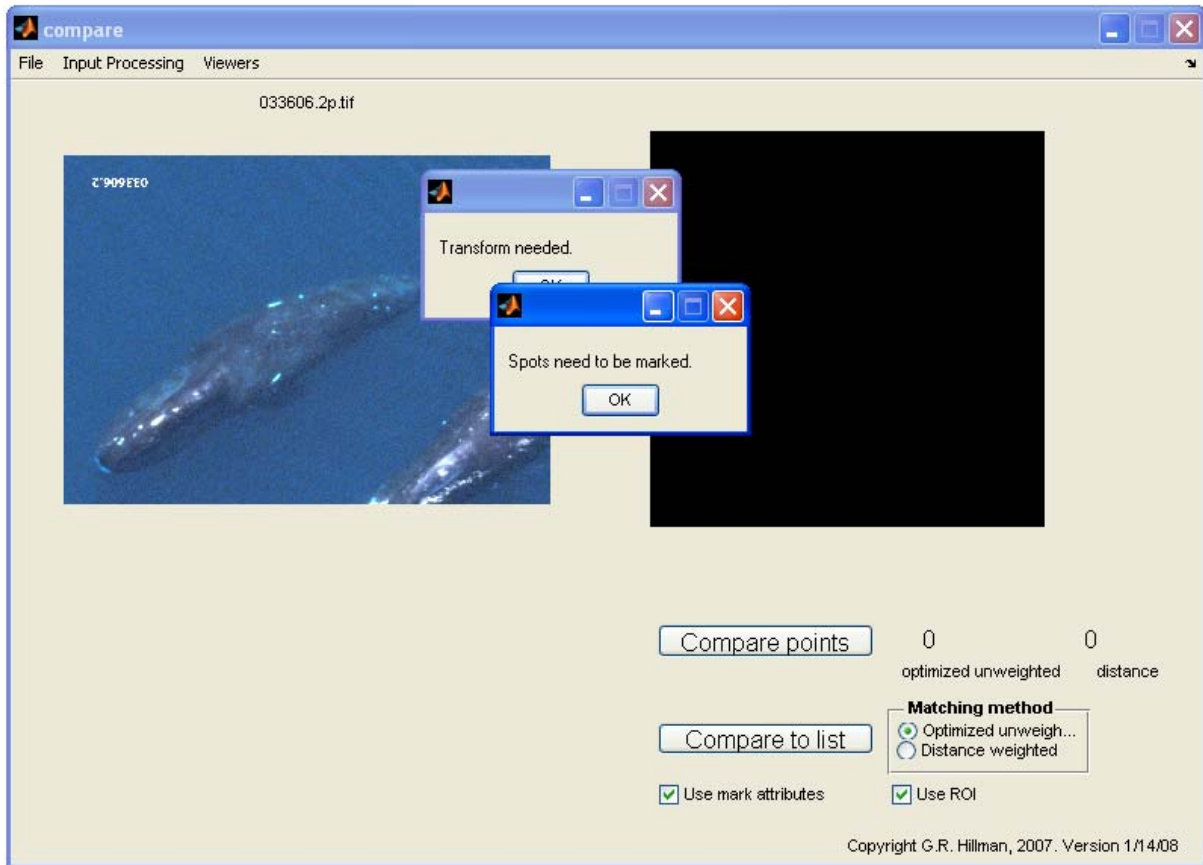 compare
File Input Processing Viewers
033606.2p.tif
033606.2
Transform needed.
Spots need to be marked.
OK
Compare points
0 0
optimized unweighted distance
Matching method
Optimized unweigh...
Distance weighted
Compare to list
Use mark attributes
Use ROI
Copyright G.R. Hillman, 2007. Version 1/14/08